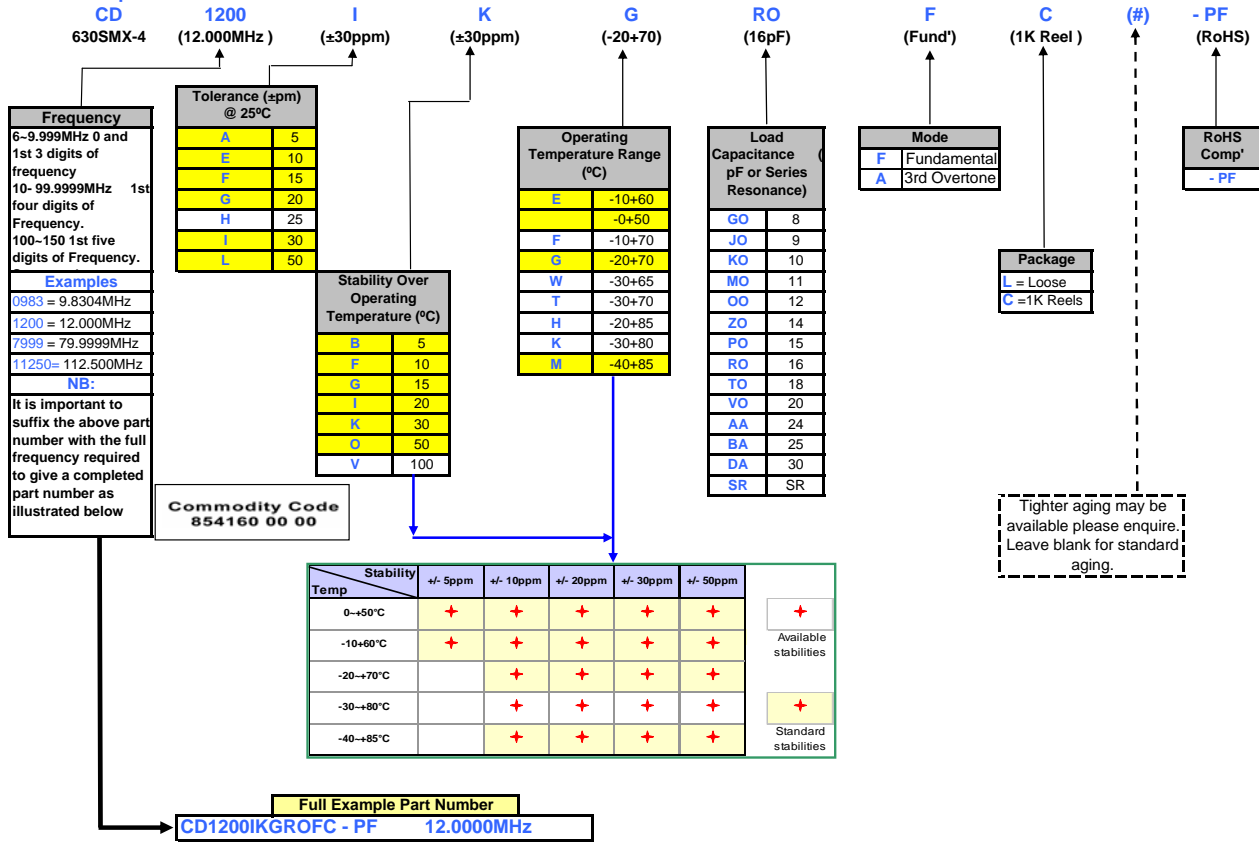 CD 1200 I K G RO F C (#) - PF
630SMX-4 (12.000MHz ) (±30ppm) (±30ppm) (-20+70) (16pF) (Fund') (1K Reel ) (RoHS)
Frequency
6~9.999MHz 0 and
1st 3 digits of
frequency
10- 99.9999MHz 1st
four digits of
Frequency.
100~150 1st five
digits of Frequency.
Examples
0983 = 9.8304MHz
1200 = 12.000MHz
7999 = 79.9999MHz
11250= 112.500MHz
NB:
It is important to
suffix the above part
number with the full
frequency required
to give a completed
part number as
illustrated below
Tolerance (±pm)
@ 25ºC
A 5
E 10
F 15
G 20
H 25
I 30
L 50
Stability Over
Operating
Temperature (ºC)
B 5
F 10
G 15
I 20
K 30
O 50
V 100
Operating
Temperature Range
(ºC)
E -10+60
-0+50
F -10+70
G -20+70
W -30+65
T -30+70
H -20+85
K -30+80
M -40+85
Load
Capacitance (
pF or Series
Resonance)
GO 8
JO 9
KO 10
MO 11
OO 12
ZO 14
PO 15
RO 16
TO 18
VO 20
AA 24
BA 25
DA 30
SR SR
Mode
F Fundamental
A 3rd Overtone
Package
L = Loose
C =1K Reels
RoHS
Comp'
- PF
Commodity Code
854160 00 00
Tighter aging may be
available please enquire.
Leave blank for standard
aging.
Stability
Temp
+/- 5ppm +/- 10ppm +/- 20ppm +/- 30ppm +/- 50ppm
0~+50°C
-10+60°C
-20~+70°C
-30~+80°C
-40~+85°C
Available
stabilities
Standard
stabilities
Full Example Part Number
CD1200IKGROFC - PF 12.0000MHz